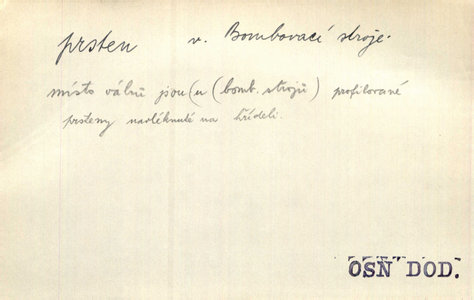 prsten v. Bombovací stroje.
místo válců jsou (u (bomb. strojů) profilované
prsteny navléknuté na hřídeli.
OSN DOD.